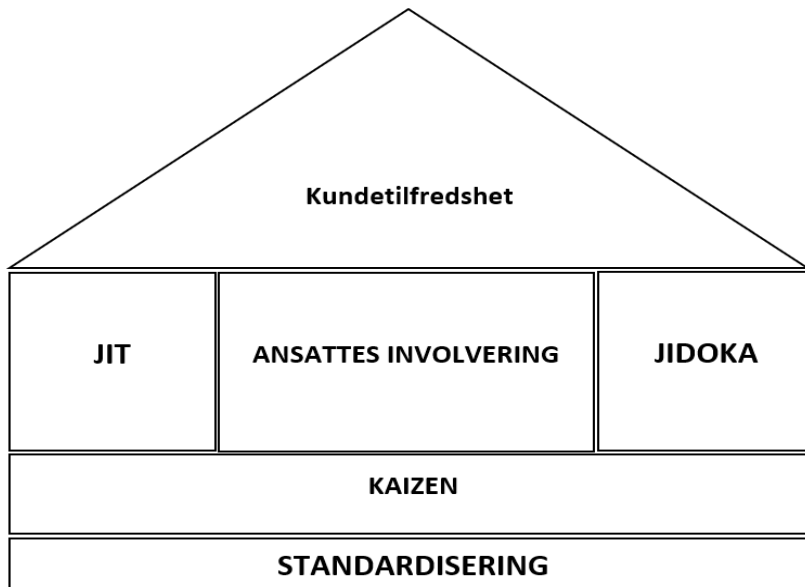 Kundetilfredshet
JIT
ANSATTES INVOLVERING
JIDOKA
KAIZEN
STANDARDISERING